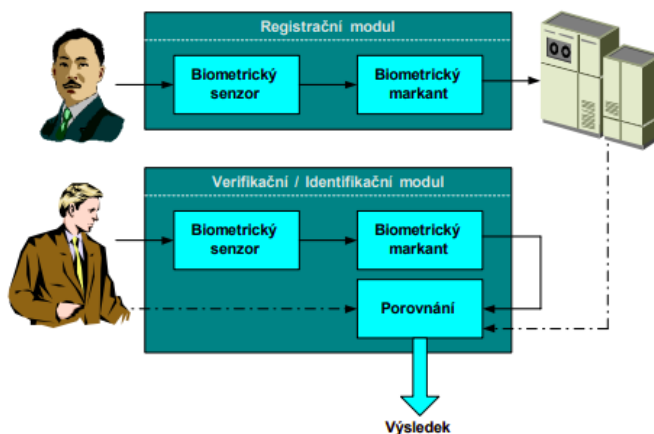 Registrační modul
Biometrický
senzor
Biometrický
markant
Verifikační / Identifikační modul
Biometrický
senzor
Biometrický
markant
Porovnání
Výsledek